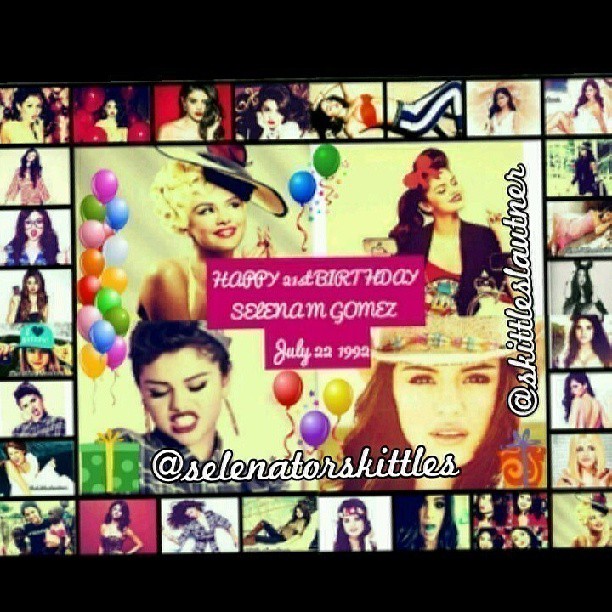 HAPPY 21st BIRTHDAY
SELENA M GOMEZ
July 22 1992
@skittleslautner
@selenatorskittles